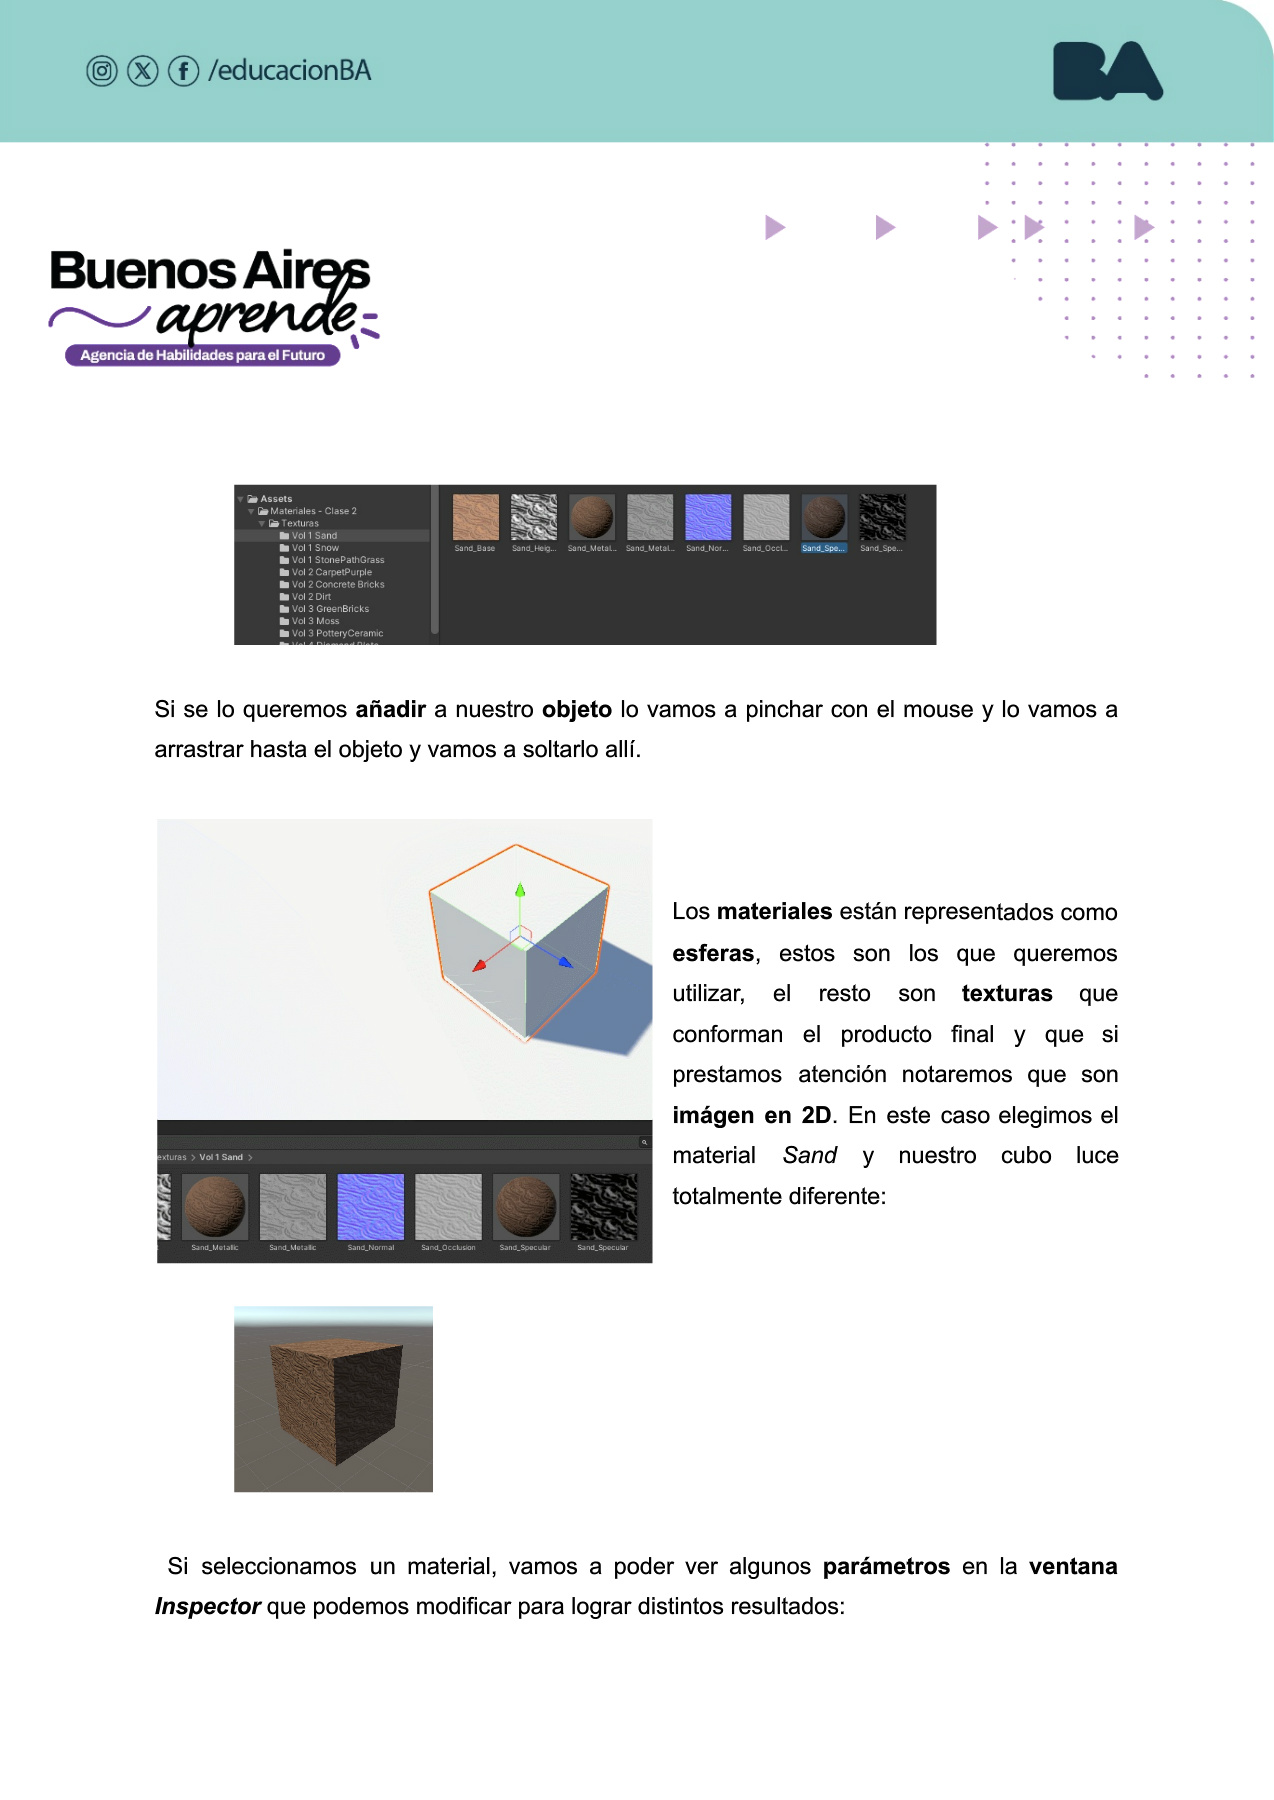 /educacionBA
BA
Buenos Aires
aprende
Agencia de Habilidades para el Futuro
Assets
Materiales - Clase 2
Texturas
Vol 1 Sand
Vol 1 Snow
Vol 1 StonePathGrass
Vol 2 CarpetPurple
Vol 2 Concrete Bricks
Vol 2 Dirt
Vol 3 GreenBricks
Vol 3 Moss
Vol 3 PotteryCeramic
Sand_Base Sand_Heig... Sand_Metal... Sand_Metal... Sand_Nor... Sand_Occl... Sand_Spe... Sand_Spe...
Si se lo queremos añadir a nuestro objeto lo vamos a pinchar con el mouse y lo vamos a
arrastrar hasta el objeto y vamos a soltarlo allí.
exturas > Vol 1 Sand >
Sand_Metallic Sand_Metallic Sand_Normal Sand_Occlusion Sand_Specular Sand_Specular
Los materiales están representados como
esferas, estos son los que queremos
utilizar, el resto son texturas que
conforman el producto final y que si
prestamos atención notaremos que son
imágen en 2D. En este caso elegimos el
material Sand y nuestro cubo luce
totalmente diferente:
Si seleccionamos un material, vamos a poder ver algunos parámetros en la ventana
Inspector que podemos modificar para lograr distintos resultados: